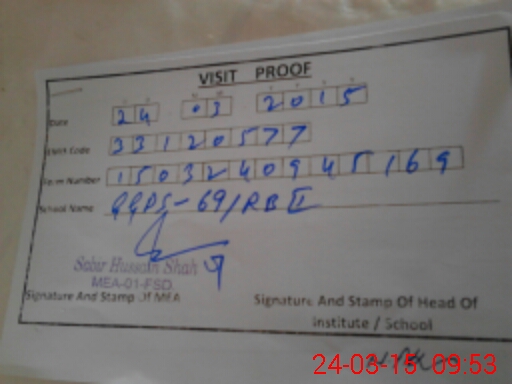 VISIT PROOF
Date 24 03 2015
EMIS Code 33120577
Form Number 150324094516 9
School Name GGPS-69/RB II
Sabir Hussain Shah
MEA-01-FSD.
Signature And Stamp Of MEA
Signature And Stamp Of Head Of
Institute / School
24-03-15 09:53